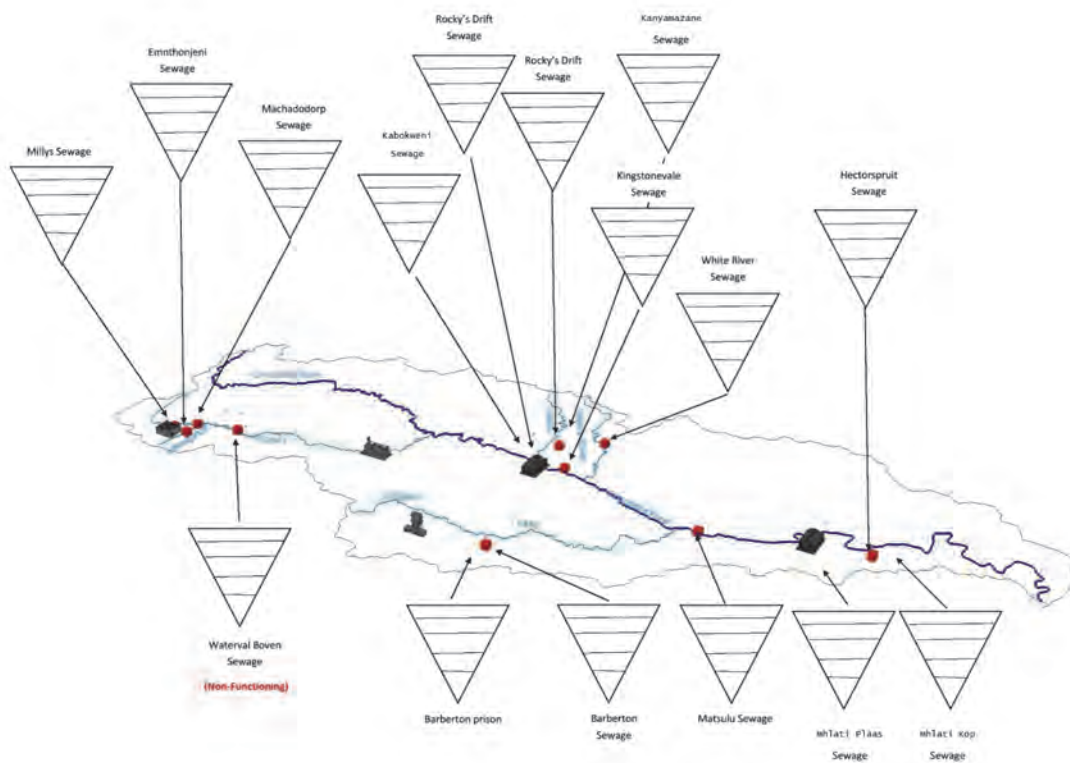 Rocky's Drift
Sewage
Kanyamazane
Sewage
Emnthonjeni
Sewage
Rocky's Drift
Sewage
Machadodorp
Sewage
Kabokweni
Sewage
Millys Sewage
Kingstonevale
Sewage
Hectorspruit
Sewage
White River
Sewage
Waterval Boven
Sewage
(Non-Functioning)
Barberton prison
Barberton
Sewage
Matsulu Sewage
Mhlati Plaas
Sewage
Mhlati Kop
Sewage